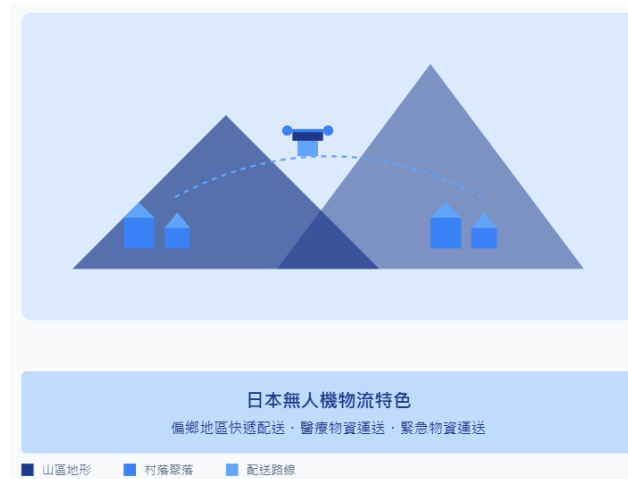 日本無人機物流特色
偏鄉地區快遞配送・醫療物資運送・緊急物資運送
山區地形 村落聚落 配送路線